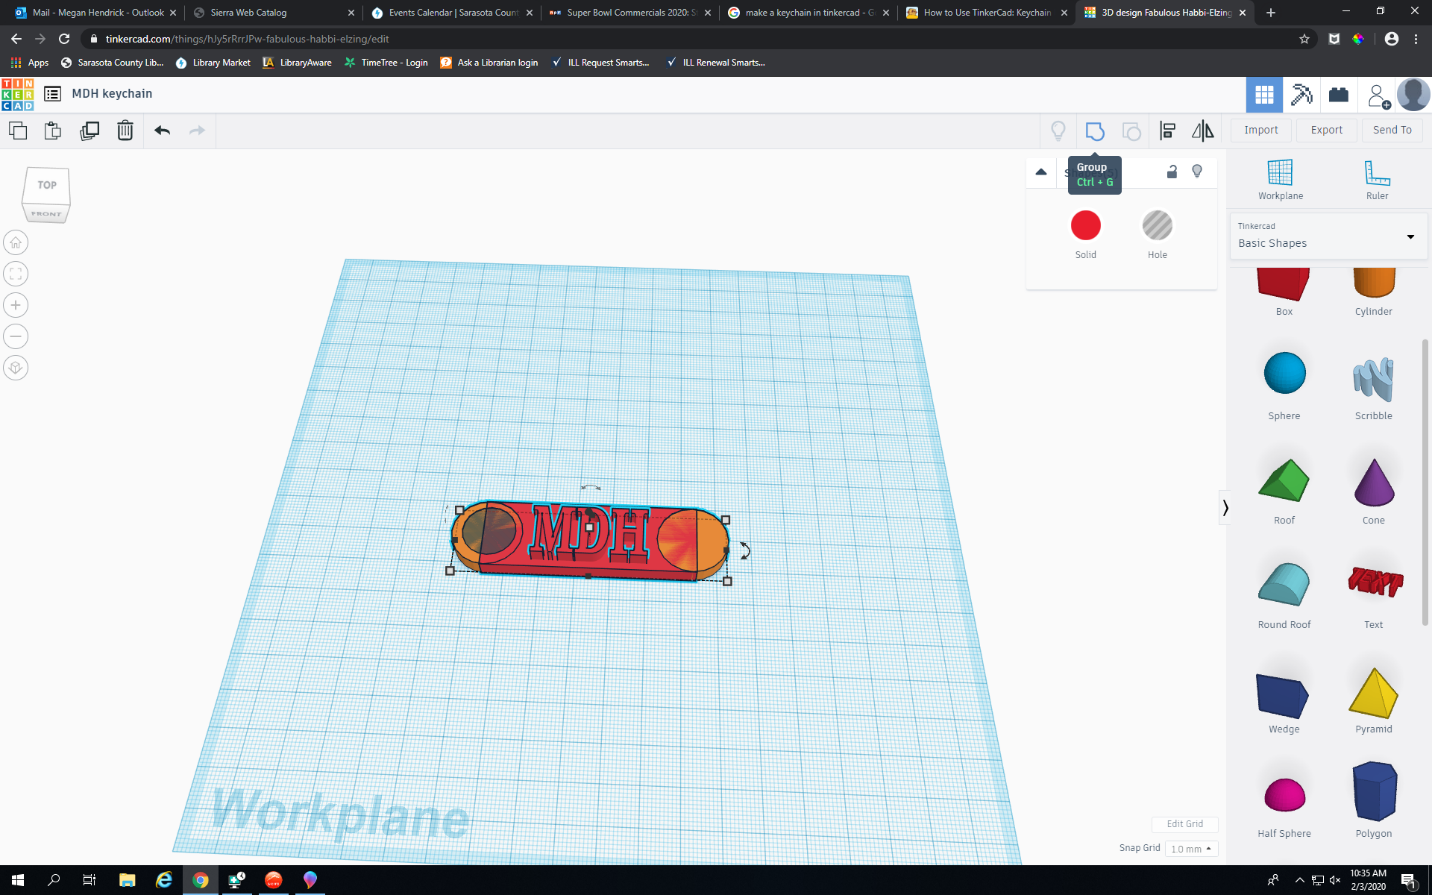 Mail - Megan Hendrick - Outlook
Sierra Web Catalog
Events Calendar | Sarasota Count
Super Bowl Commercials 2020: S
make a keychain in tinkercad - G
How to Use TinkerCad: Keychain
3D design Fabulous Habbi-Elzing
tinkercad.com/things/hJy5rRrrJPw-fabulous-habbi-elzing/edit
Apps
Sarasota County Lib...
Library Market
LibraryAware
TimeTree - Login
Ask a Librarian login
ILL Request Smarts...
ILL Renewal Smarts...
TIN
KER
CAD
MDH keychain
Import
Export
Send To
Group
Ctrl + G
TOP
FRONT
Solid
Hole
Workplane
Ruler
Tinkercad
Basic Shapes
Box
Cylinder
Sphere
Scribble
Roof
Cone
MDH
TEXT
Round Roof
Text
Wedge
Pyramid
Half Sphere
Polygon
Workplane
Edit Grid
Snap Grid
1.0 mm
10:35 AM
2/3/2020